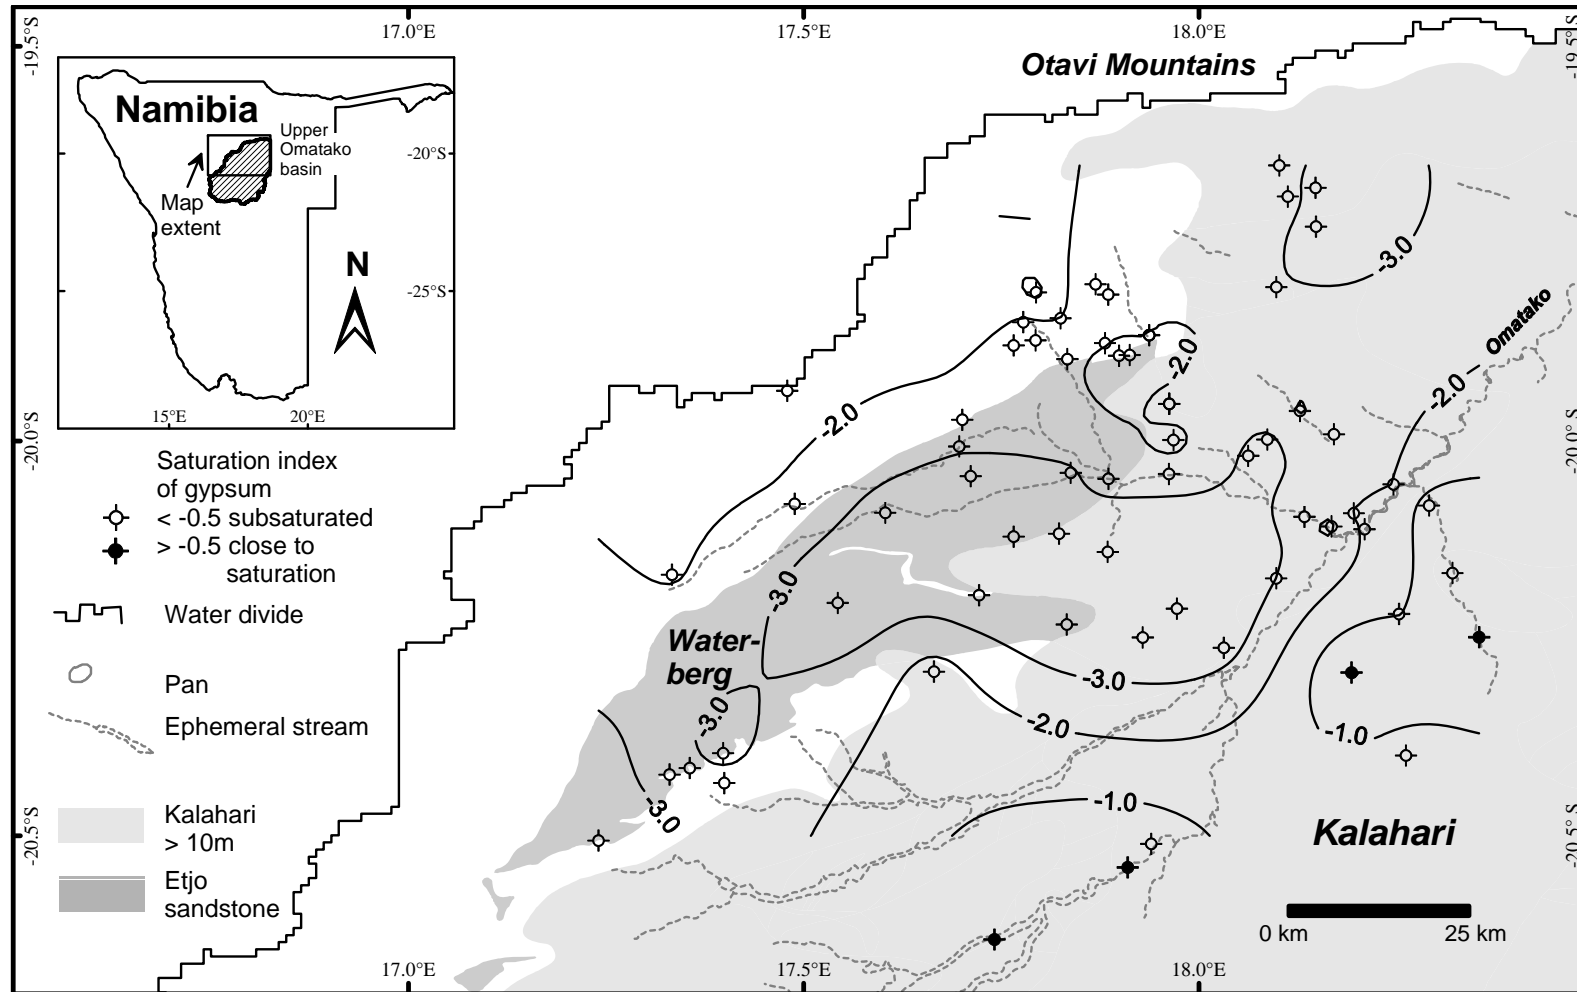 17.0°E
17.5°E
18.0°E
-19.5°S
-19.5°S
Otavi Mountains
Namibia
Upper
Omatako
basin
-20°S
Map
extent
N
-25°S
15°E
20°E
-3.0
Omatako
-2.0
-2.0
-2.0
-20.0°S
-20.0°S
Saturation index
of gypsum
< -0.5 subsaturated
> -0.5 close to
saturation
Water divide
Pan
Ephemeral stream
Kalahari
> 10m
Etjo
sandstone
-3.0
Water-
berg
-3.0
-3.0
-2.0
-1.0
-3.0
-1.0
Kalahari
-20.5°S
-20.5° S
0 km
25 km
17.0°E
17.5°E
18.0°E